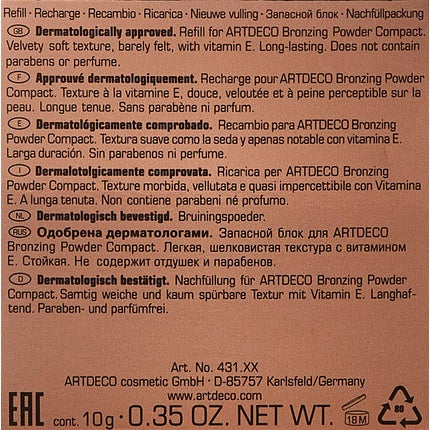 Refill • Recharge • Recambio • Ricarica • Nieuwe vulling • Запасной блок • Nachfüllpackung
GB Dermatologically approved. Refill for ARTDECO Bronzing Powder Compact.
Velvety soft texture, barely felt, with vitamin E. Long-lasting. Does not contain
parabens or perfume.
F Approuvé dermatologiquement. Recharge pour ARTDECO Bronzing Powder
Compact. Texture à la vitamine E, douce, veloutée et à peine perceptible sur la
peau. Longue tenue. Sans parabène ni parfum.
E Dermatológicamente comprobado. Recambio para ARTDECO Bronzing
Powder Compact. Textura suave como la seda y apenas notable con vitamina E.
Larga duración. Sin parabenos ni perfume.
I Dermatolotgicamente comprovata. Ricarica per ARTDECO Bronzing
Powder Compact. Texture morbida, vellutata e quasi impercettibile con Vitamina
E. A lunga tenuta. Non contiene parabeni né profumo.
NL Dermatologisch bevestigd. Bruiningspoeder.
RUS Одобрена дерматологами. Запасной блок для ARTDECO
Bronzing Powder Compact. Легкая, шелковистая текстура с витамином
Е. Стойкая. Не содержит отдушек и парабенов.
D Dermatologisch bestätigt. Nachfüllung für ARTDECO Bronzing Powder
Compact. Samtig weiche und kaum spürbare Textur mit Vitamin E. Langhaf-
tend. Paraben- und parfümfrei.
Art. No. 431.XX
ARTDECO cosmetic GmbH • D-85757 Karlsfeld/Germany
www.artdeco.com
EAC cont. 10g • 0.35 OZ. NET WT. 18 M 80